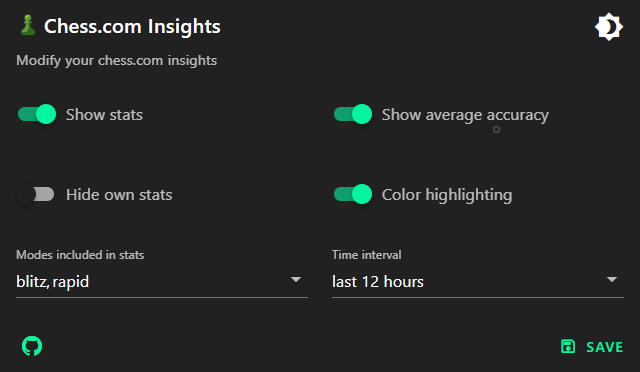 Chess.com Insights
Modify your chess.com insights
Show stats
Show average accuracy
Hide own stats
Color highlighting
Modes included in stats
Time interval
blitz, rapid
last 12 hours
SAVE